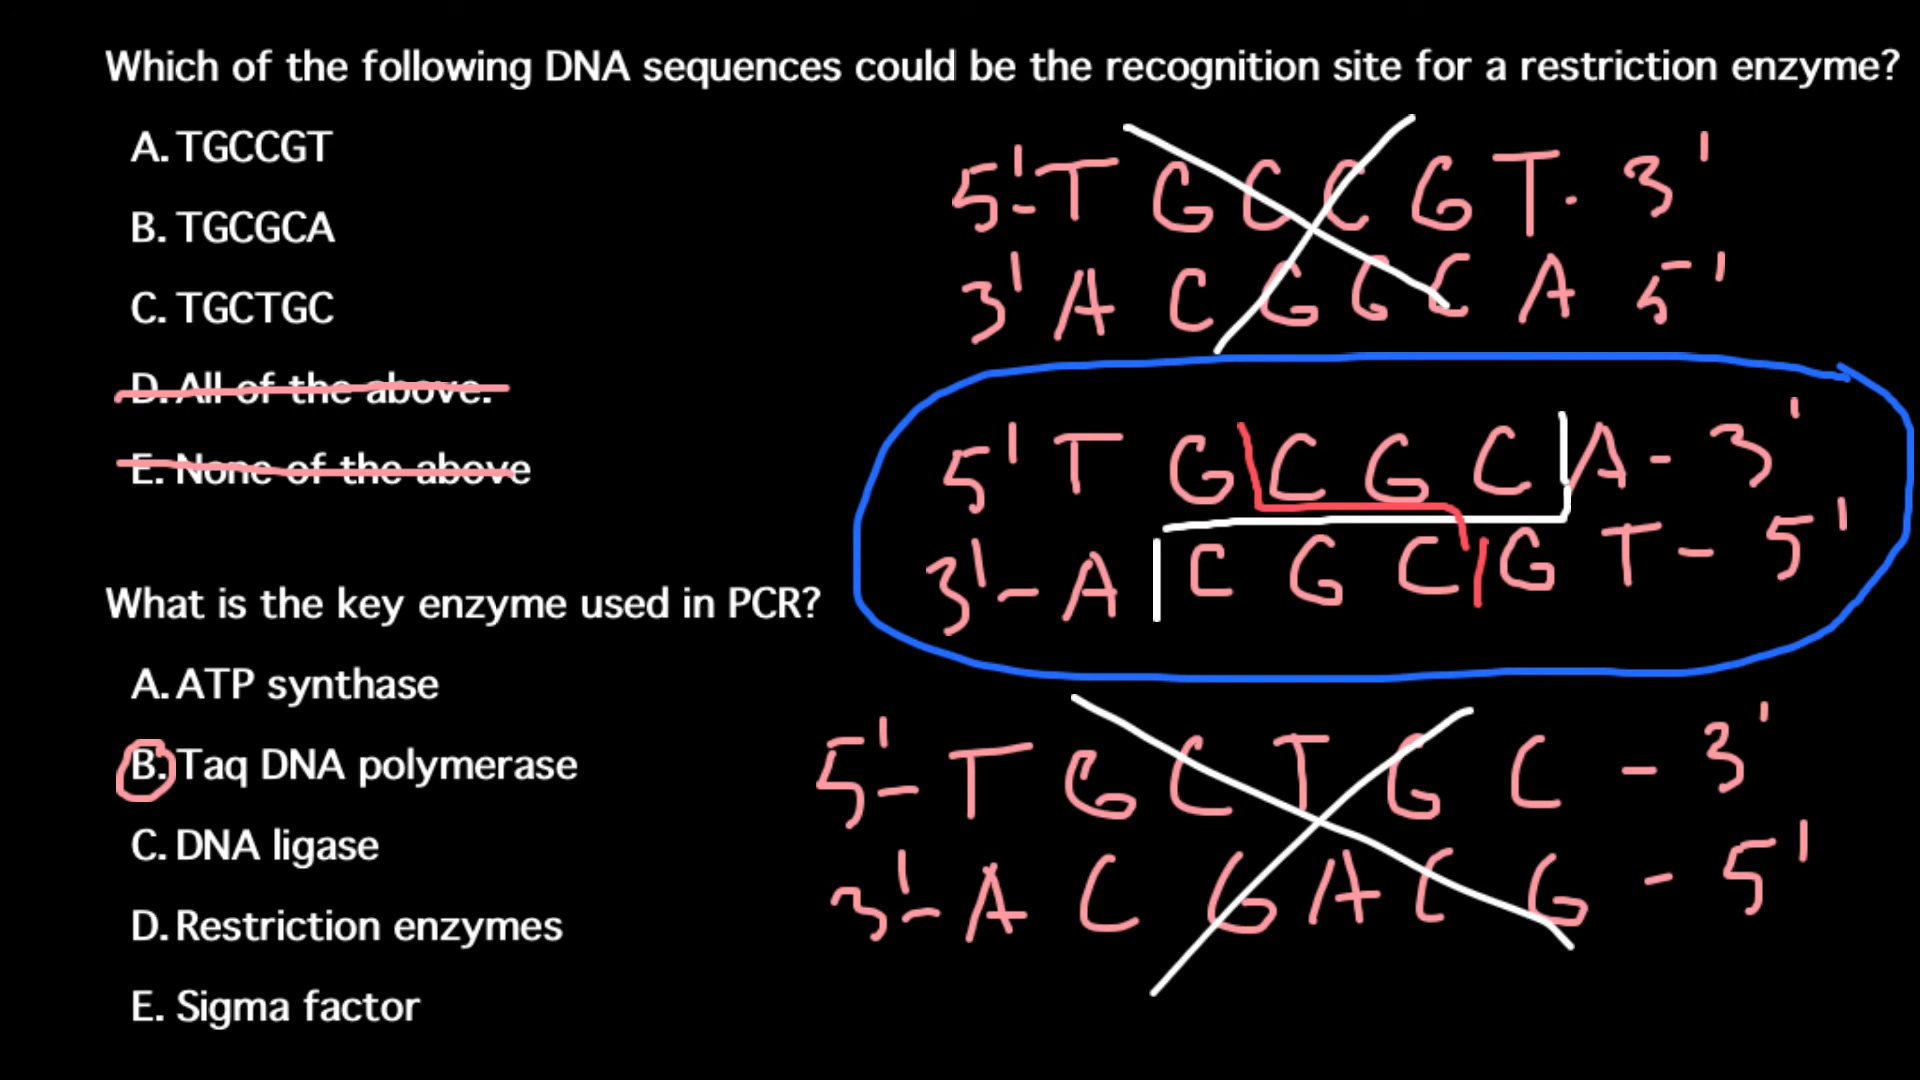 Which of the following DNA sequences could be the recognition site for a restriction enzyme?
A. TGCCGT
B. TGCGCA
C. TGCTGC
D. All of the above.
E. None of the above
What is the key enzyme used in PCR?
A. ATP synthase
B. Taq DNA polymerase
C. DNA ligase
D. Restriction enzymes
E. Sigma factor
5'-T G C C G T - 3'
3' A C G G C A 5'
5' T G C G C A - 3'
3'- A C G C G T - 5'
5'- T G C T G C - 3'
3'- A C G A C G - 5'